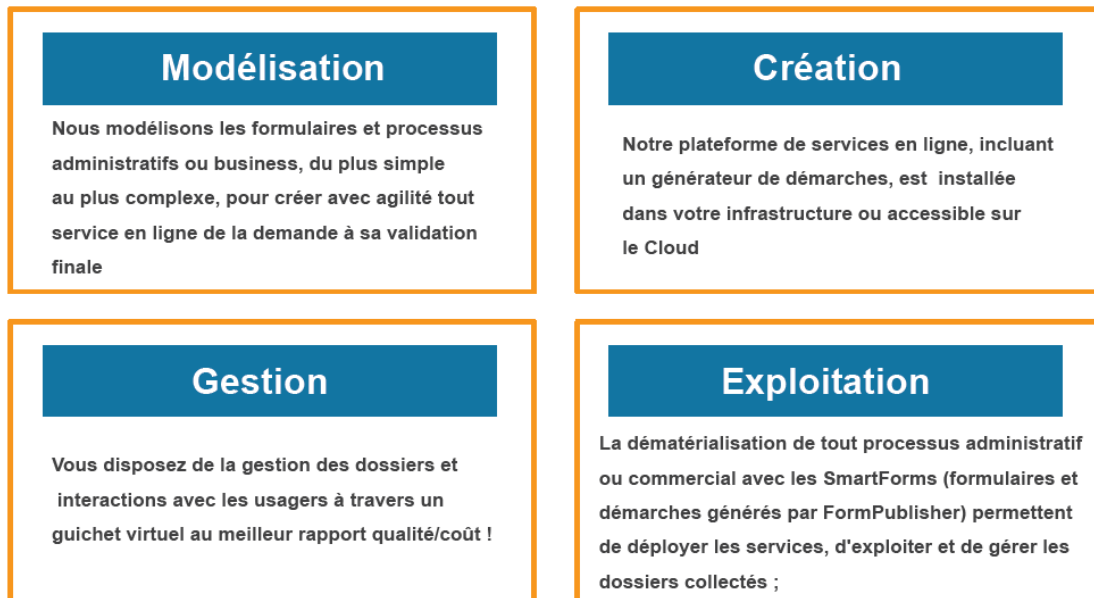 Modélisation
Nous modélisons les formulaires et processus
administratifs ou business, du plus simple
au plus complexe, pour créer avec agilité tout
service en ligne de la demande à sa validation
finale
Création
Notre plateforme de services en ligne, incluant
un générateur de démarches, est installée
dans votre infrastructure ou accessible sur
le Cloud
Gestion
Vous disposez de la gestion des dossiers et
interactions avec les usagers à travers un
guichet virtuel au meilleur rapport qualité/coût !
Exploitation
La dématérialisation de tout processus administratif
ou commercial avec les SmartForms (formulaires et
démarches générés par FormPublisher) permettent
de déployer les services, d'exploiter et de gérer les
dossiers collectés ;